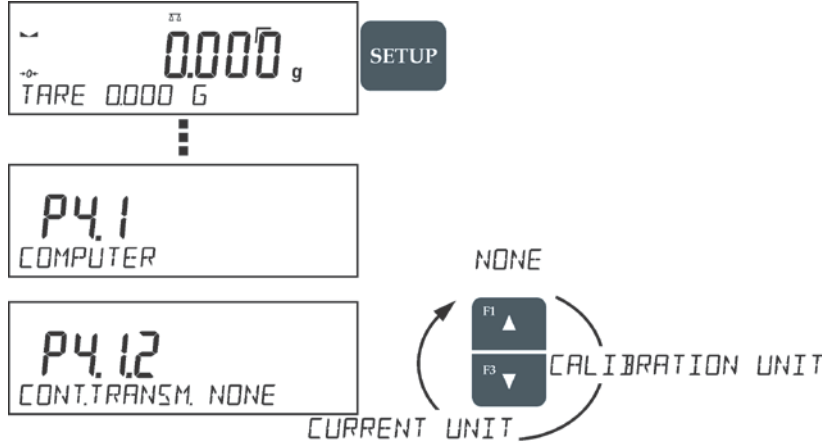 0.000 g
SETUP
TARE 0.000 G
P4.1
COMPUTER
NONE
P4.1.2
CONT.TRANSM. NONE
F1
F3
CALIBRATION UNIT
CURRENT UNIT